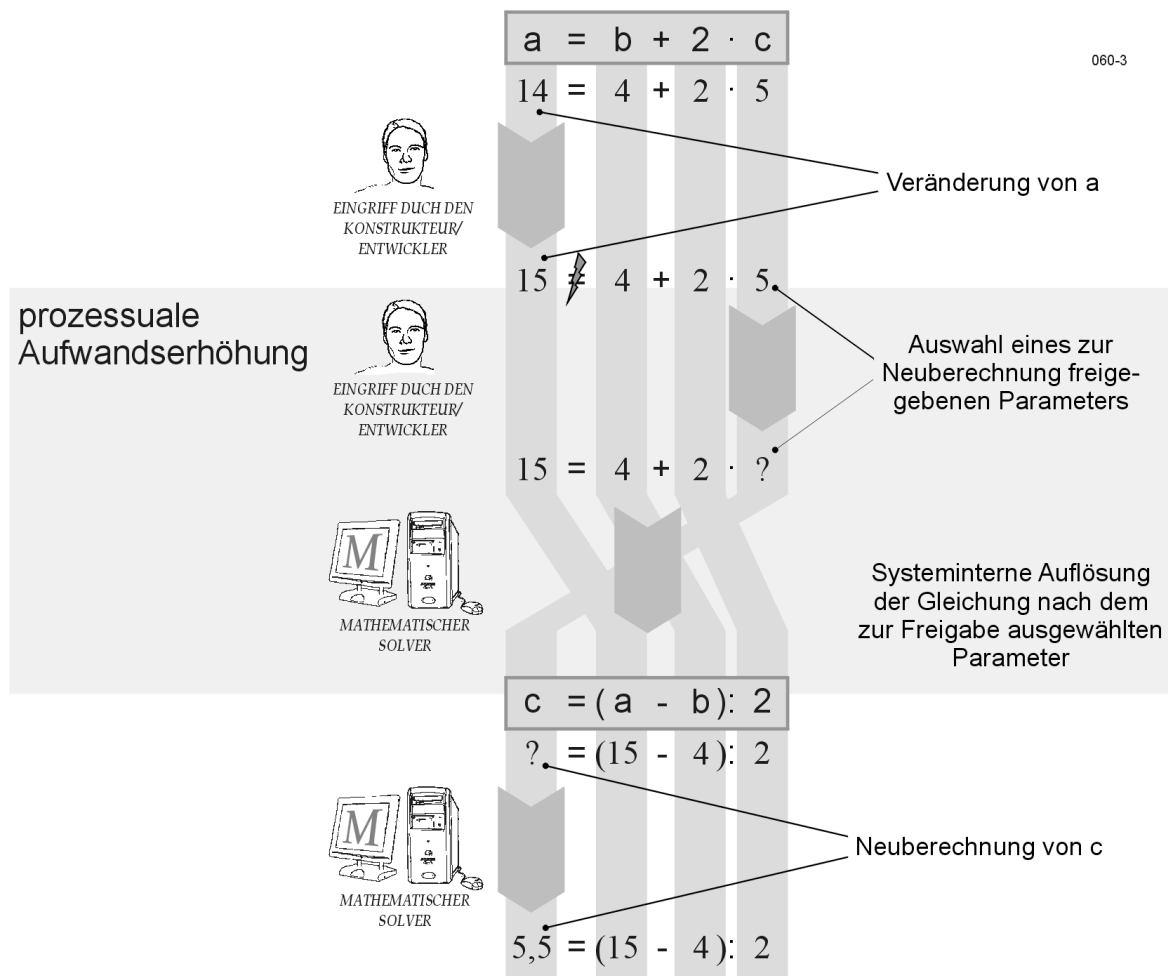 a = b + 2 · c
060-3
14 = 4 + 2 · 5
EINGRIFF DUCH DEN
KONSTRUKTEUR/
ENTWICKLER
Veränderung von a
15 ≠ 4 + 2 · 5
prozessuale
Aufwandserhöhung
EINGRIFF DUCH DEN
KONSTRUKTEUR/
ENTWICKLER
Auswahl eines zur
Neuberechnung freige-
gebenen Parameters
15 = 4 + 2 · ?
M
MATHEMATISCHER
SOLVER
Systeminterne Auflösung
der Gleichung nach dem
zur Freigabe ausgewählten
Parameter
c = ( a - b ): 2
? = (15 - 4 ): 2
M
MATHEMATISCHER
SOLVER
Neuberechnung von c
5,5 = (15 - 4 ): 2